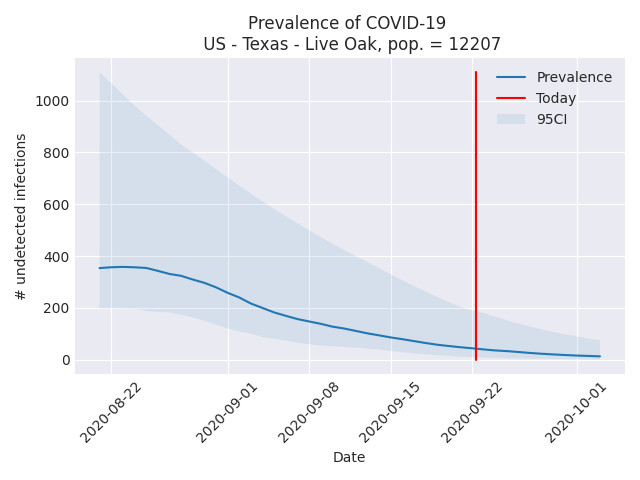 Prevalence of COVID-19
US - Texas - Live Oak, pop. = 12207
Prevalence
Today
95CI
# undetected infections
1000
800
600
400
200
0
2020-08-22
2020-09-01
2020-09-08
2020-09-15
2020-09-22
2020-10-01
Date